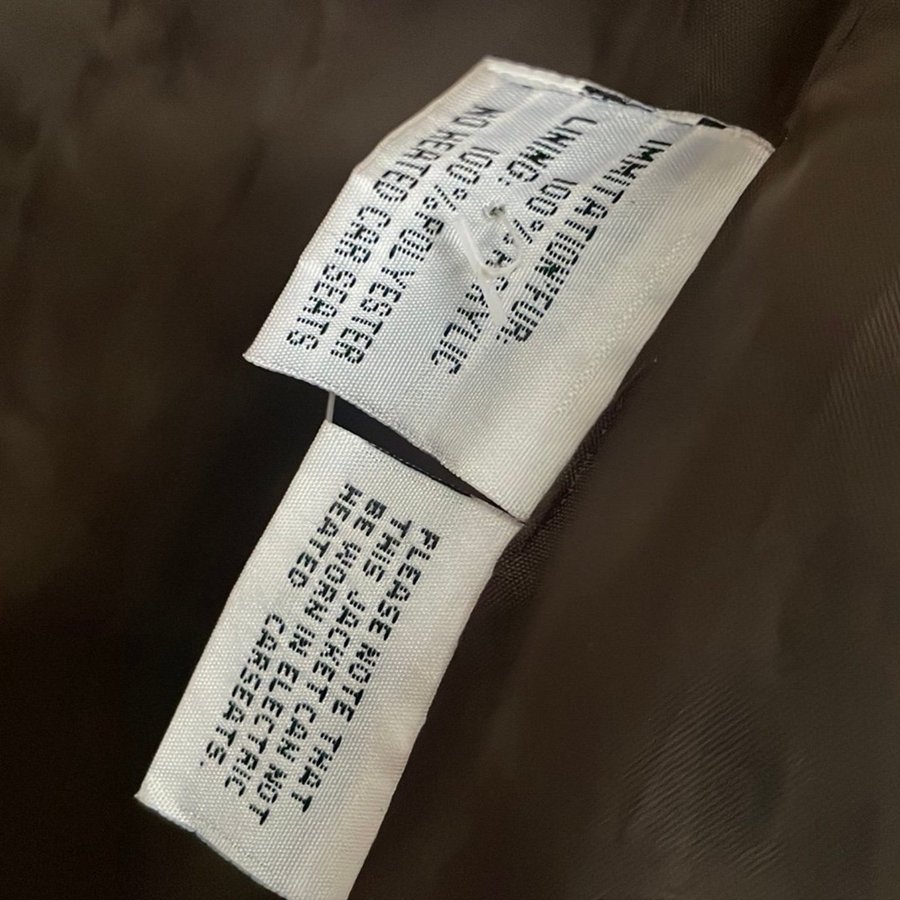 IMMITATION FUR:
100% ACRYLIC
LINING:
100% POLYESTER
NO HEATED CAR SEATS
PLEASE NOTE THAT
THIS JACKET CAN NOT
BE WORN IN ELECTRIC
HEATED CARSEATS.